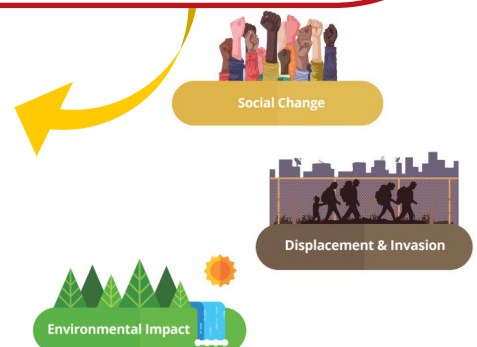 Social Change
Displacement & Invasion
Environmental Impact